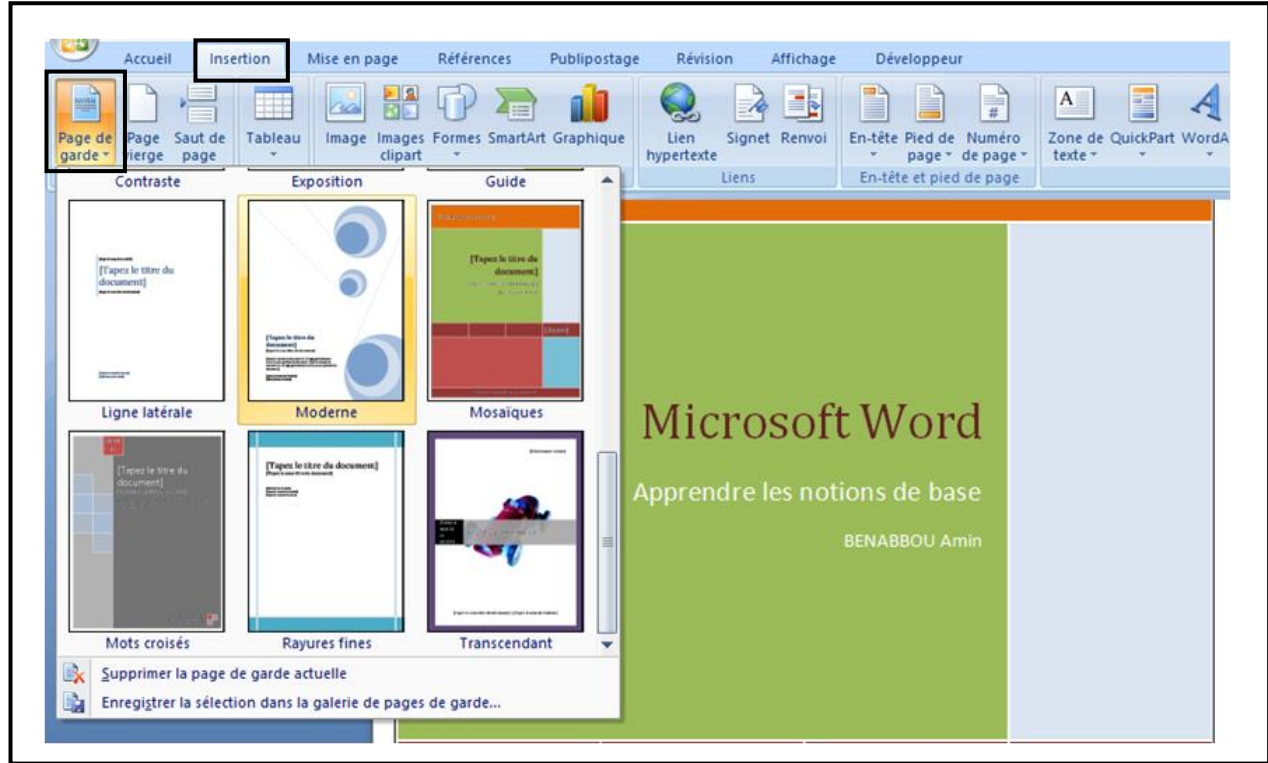 Accueil Insertion Mise en page Références Publipostage Révision Affichage Développeur
Page de garde
Page vierge
Saut de page
Tableau
Image
Images clipart
Formes
SmartArt
Graphique
Lien hypertexte
Signet
Renvoi
En-tête
Pied de page
Numéro de page
Zone de texte
QuickPart
WordA
Liens
En-tête et pied de page
Contraste Exposition Guide
[Tapez le titre du
document]
[Tapez le titre du
document]
[Tapez le titre du
document]
Ligne latérale Moderne Mosaïques
[Tapez le titre du
document]
[Tapez le titre du document]
Mots croisés Rayures fines Transcendant
Supprimer la page de garde actuelle
Enregistrer la sélection dans la galerie de pages de garde...
Microsoft Word
Apprendre les notions de base
BENABBOU Amin